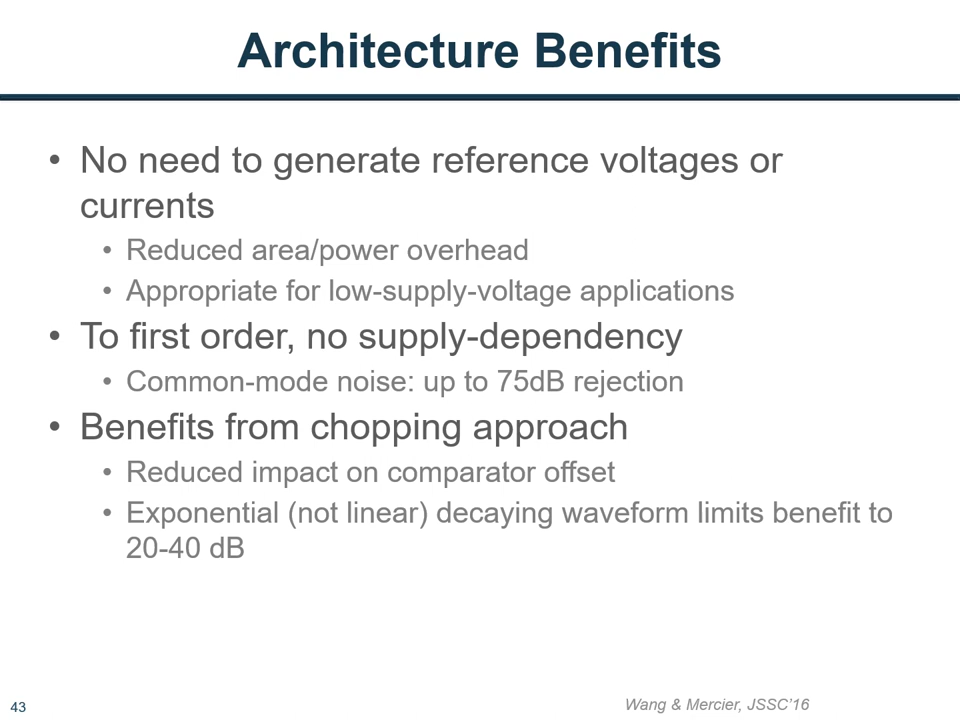 Architecture Benefits
• No need to generate reference voltages or
currents
• Reduced area/power overhead
• Appropriate for low-supply-voltage applications
• To first order, no supply-dependency
• Common-mode noise: up to 75dB rejection
• Benefits from chopping approach
• Reduced impact on comparator offset
• Exponential (not linear) decaying waveform limits benefit to
20-40 dB
43
Wang & Mercier, JSSC’16